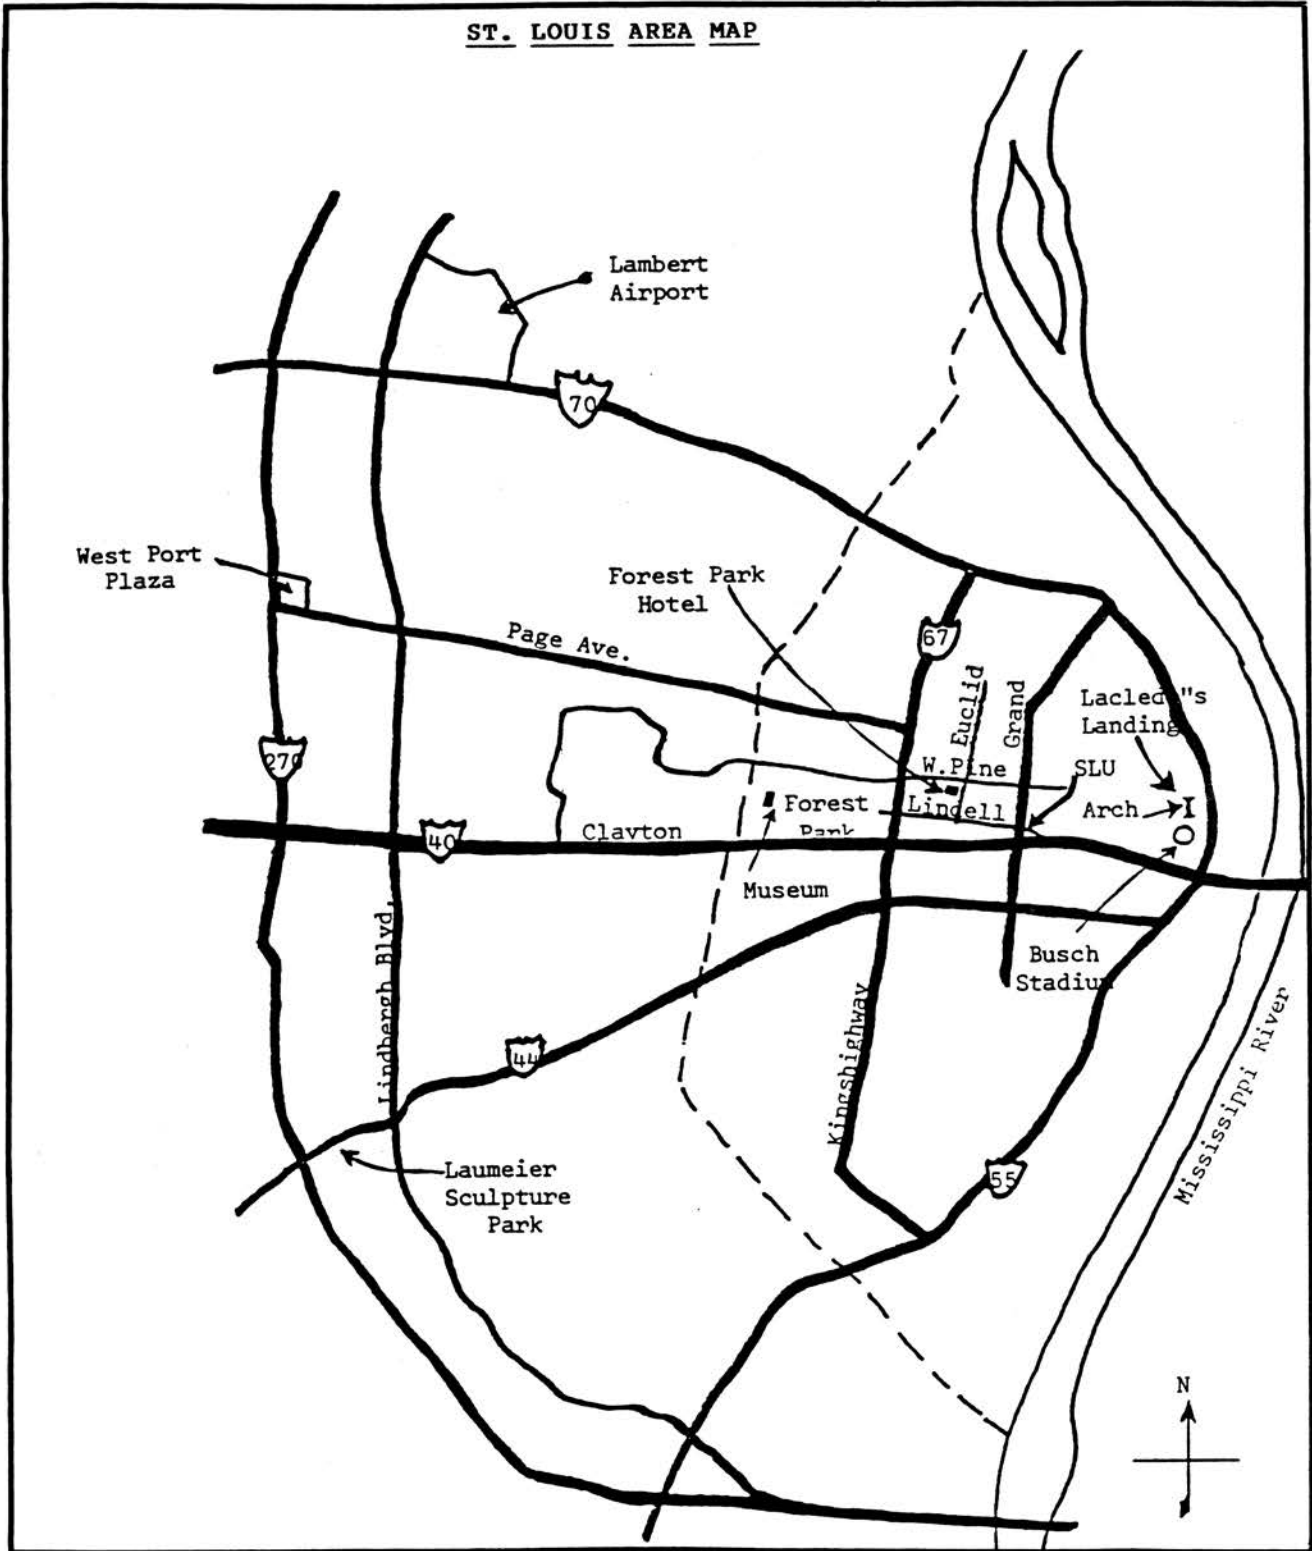 ST. LOUIS AREA MAP
Lambert
Airport
70
West Port
Plaza
Forest Park
Hotel
Page Ave.
67
Euclid
Grand
Laclede"s
Landing
270
W.Pine
SLU
Lindell
Arch
Forest
Park
40
Clayton
Museum
Lindbergh Blvd.
Busch
Stadium
Kingshighway
44
Mississippi River
Laumeier
Sculpture
Park
55
N